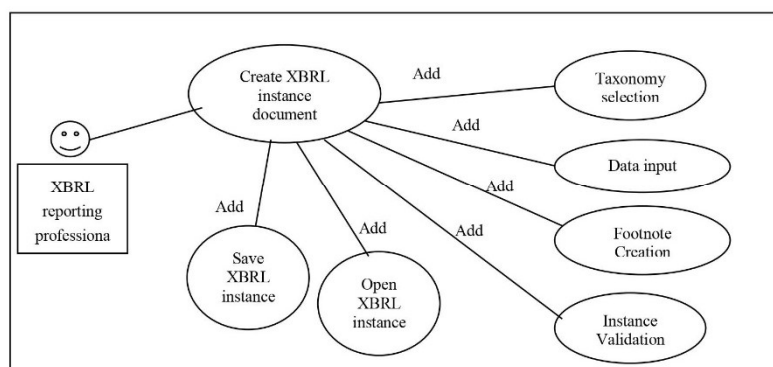 Create XBRL
instance
document
Add
Taxonomy
selection
Add
Data input
XBRL
reporting
professiona
Add
Footnote
Creation
Add
Save
XBRL
instance
Add
Open
XBRL
instance
Add
Instance
Validation